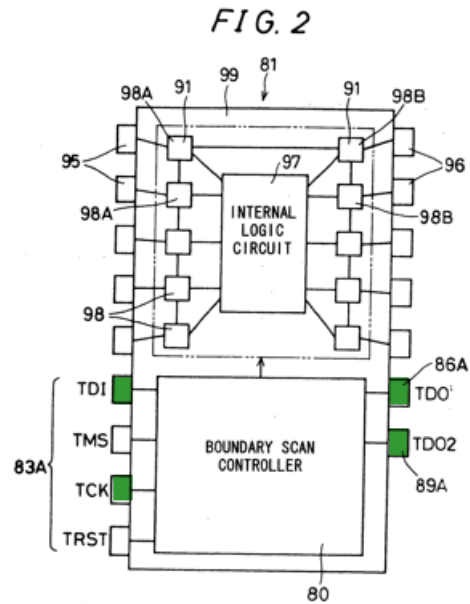 FIG. 2
81
99
98A
91
91
98B
95
97
96
98A
98B
INTERNAL
LOGIC
CIRCUIT
98
86A
TDI
TDO
TMS
BOUNDARY SCAN
CONTROLLER
TDO2
83A
89A
TCK
TRST
80